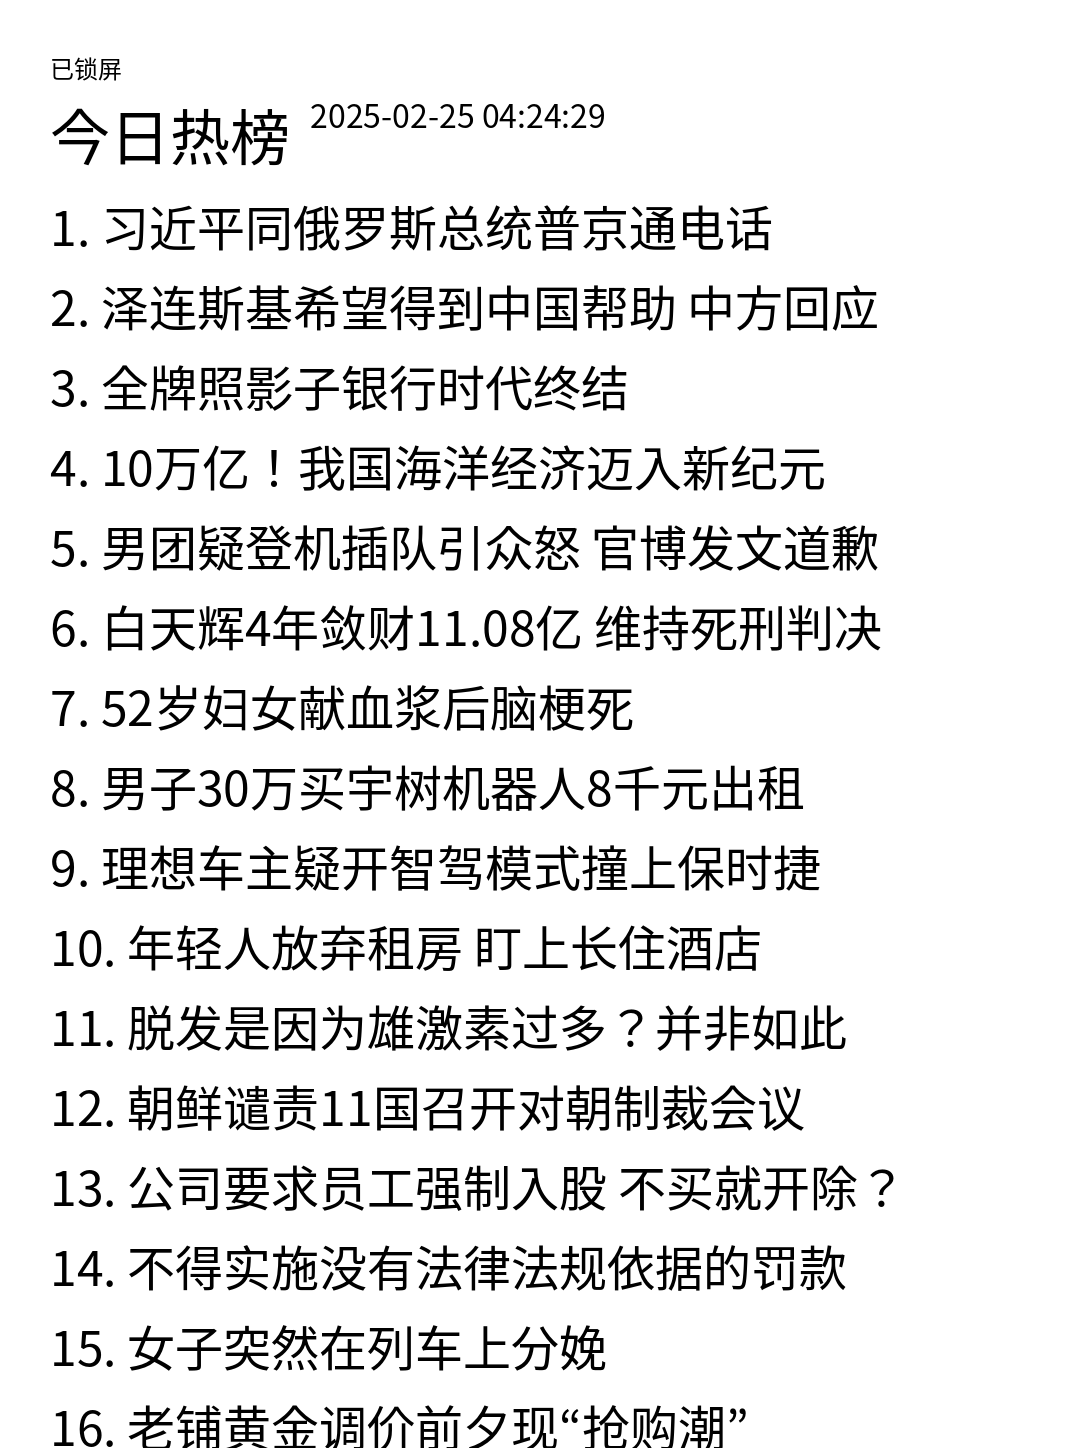 已锁屏
今日热榜 2025-02-25 04:24:29
1. 习近平同俄罗斯总统普京通电话
2. 泽连斯基希望得到中国帮助 中方回应
3. 全牌照影子银行时代终结
4. 10万亿！我国海洋经济迈入新纪元
5. 男团疑登机插队引众怒 官博发文道歉
6. 白天辉4年敛财11.08亿 维持死刑判决
7. 52岁妇女献血浆后脑梗死
8. 男子30万买宇树机器人8千元出租
9. 理想车主疑开智驾模式撞上保时捷
10. 年轻人放弃租房 盯上长住酒店
11. 脱发是因为雄激素过多？并非如此
12. 朝鲜谴责11国召开对朝制裁会议
13. 公司要求员工强制入股 不买就开除？
14. 不得实施没有法律法规依据的罚款
15. 女子突然在列车上分娩
16. 老铺黄金调价前夕现“抢购潮”